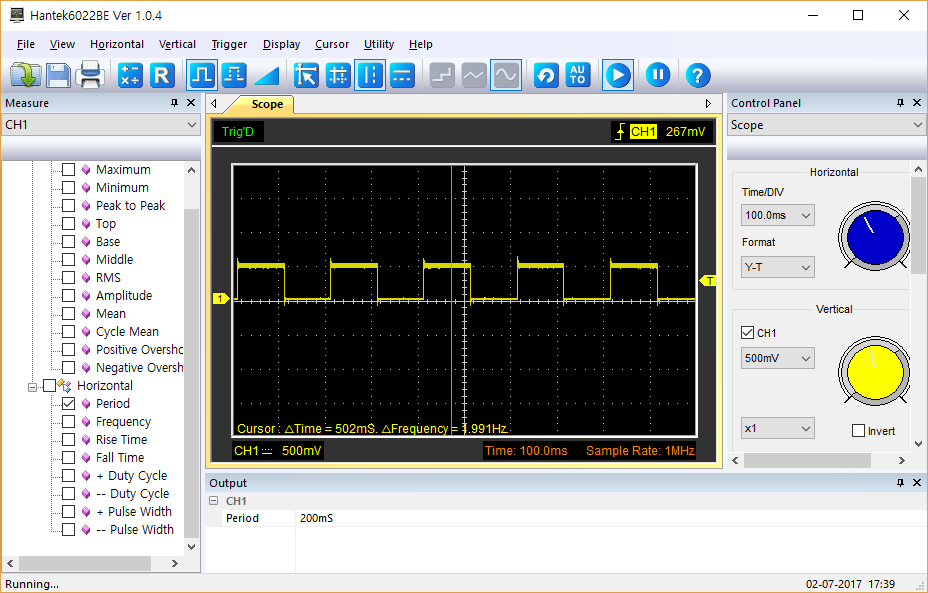 Hantek6022BE Ver 1.0.4
File View Horizontal Vertical Trigger Display Cursor Utility Help
R AU TO ?
Measure
CH1
Maximum
Minimum
Peak to Peak
Top
Base
Middle
RMS
Amplitude
Mean
Cycle Mean
Positive Oversho
Negative Oversh
Horizontal
Period
Frequency
Rise Time
Fall Time
+ Duty Cycle
-- Duty Cycle
+ Pulse Width
-- Pulse Width
Scope
Trig'D CH1 267mV
1
T
Cursor : △Time = 502mS. △Frequency = 1.991Hz.
CH1 500mV Time: 100.0ms Sample Rate: 1MHz
Control Panel
Scope
Horizontal
Time/DIV
100.0ms
Format
Y-T
Vertical
CH1
500mV
x1 Invert
Output
CH1
Period 200mS
Running... 02-07-2017 17:39